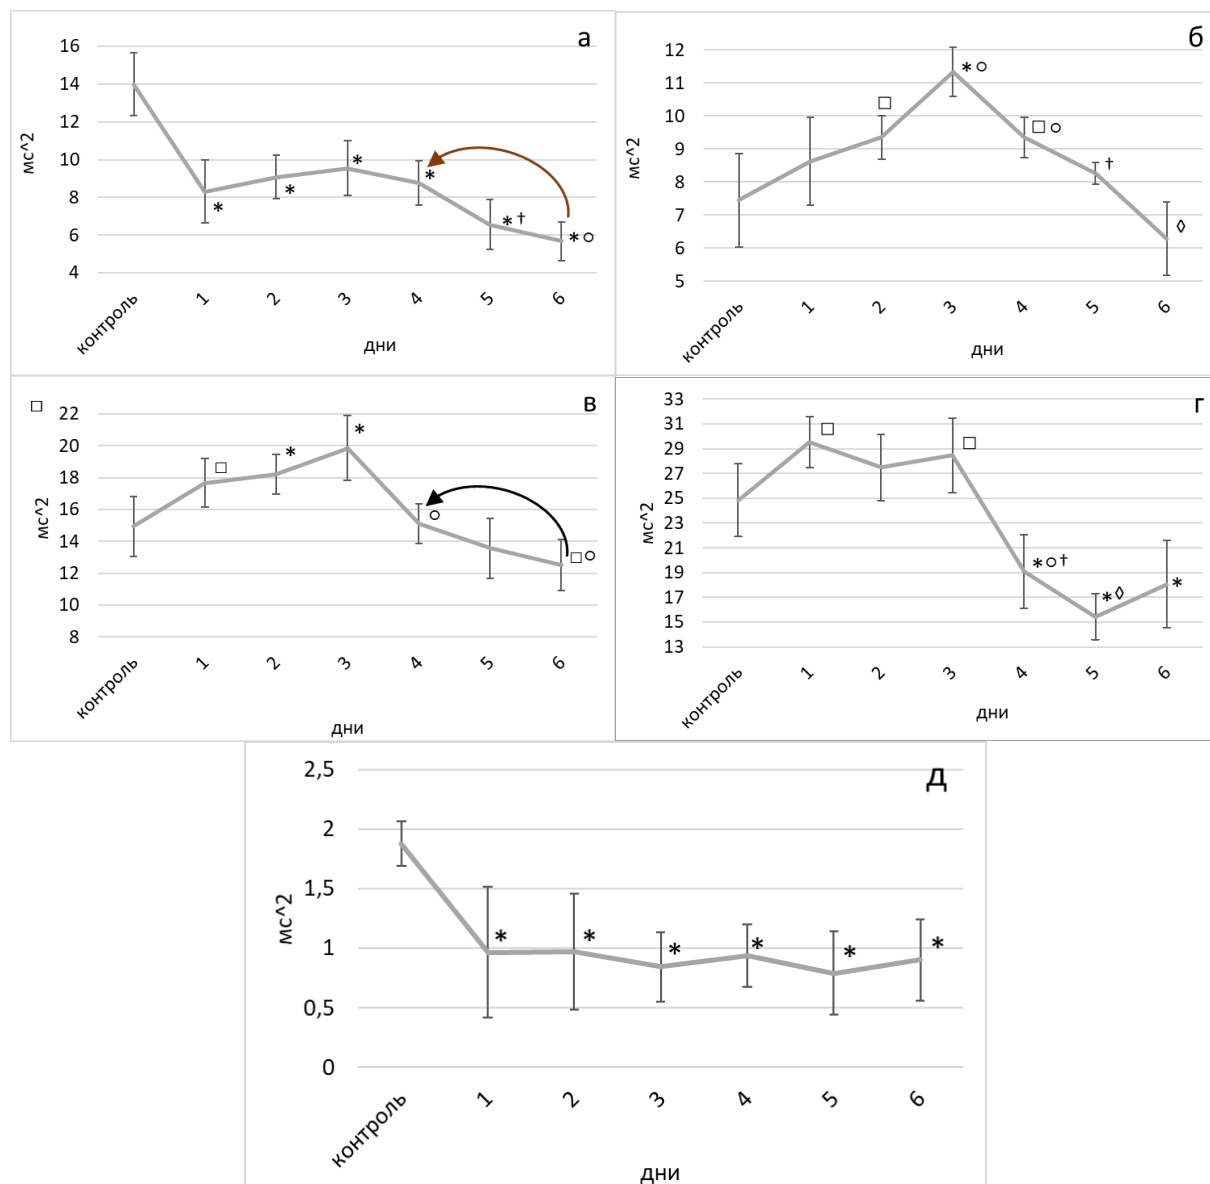 а
16
14
12
10
8
6
4
мс^2
*
*
*
*
* †
* ○
контроль 1 2 3 4 5 6
дни
б
12
11
10
9
8
7
6
5
мс^2
□
* ○
□ ○
†
◊
контроль 1 2 3 4 5 6
дни
□
в
22
20
18
16
14
12
10
8
мс^2
□
*
*
○
□ ○
контроль 1 2 3 4 5 6
дни
г
33
31
29
27
25
23
21
19
17
15
13
мс^2
□
□
* ○ †
* ◊
*
контроль 1 2 3 4 5 6
дни
д
2,5
2
1,5
1
0,5
0
мс^2
* * * * * *
контроль 1 2 3 4 5 6
дни